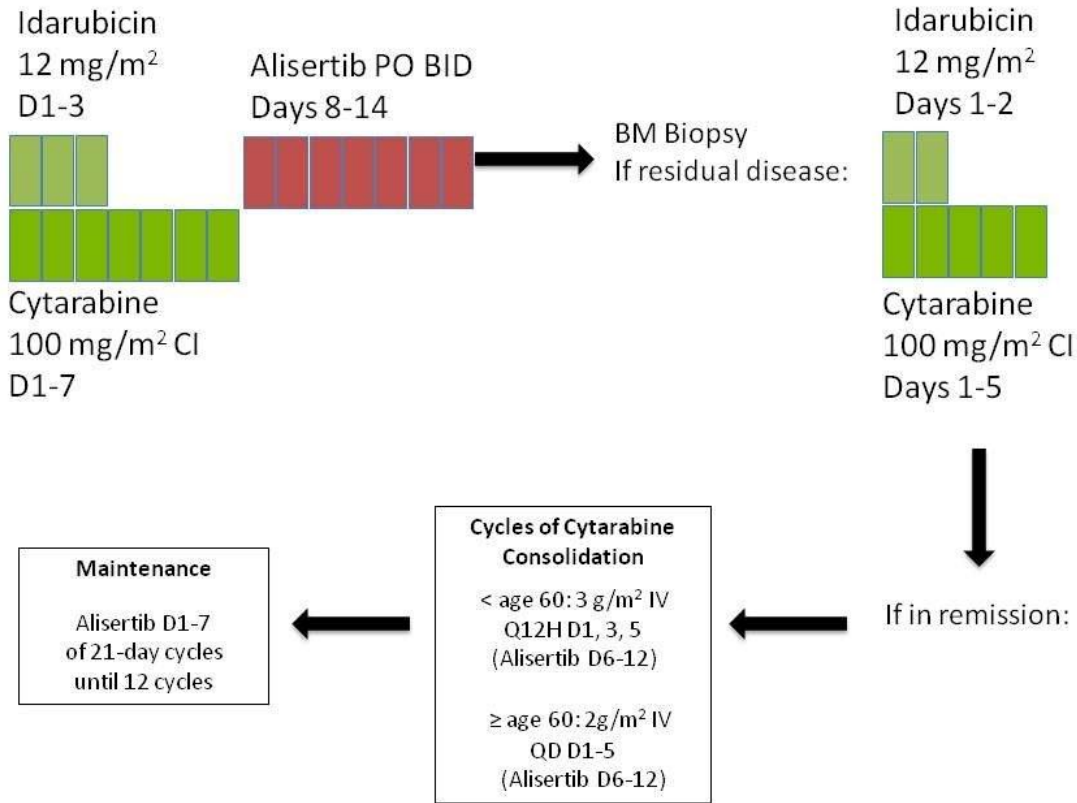 Idarubicin
12 mg/m²
D1-3
Alisertib PO BID
Days 8-14
BM Biopsy
If residual disease:
Idarubicin
12 mg/m²
Days 1-2
Cytarabine
100 mg/m² CI
D1-7
Cytarabine
100 mg/m² CI
Days 1-5
If in remission:
Cycles of Cytarabine
Consolidation
< age 60: 3 g/m² IV
Q12H D1, 3, 5
(Alisertib D6-12)
≥ age 60: 2g/m² IV
QD D1-5
(Alisertib D6-12)
Maintenance
Alisertib D1-7
of 21-day cycles
until 12 cycles